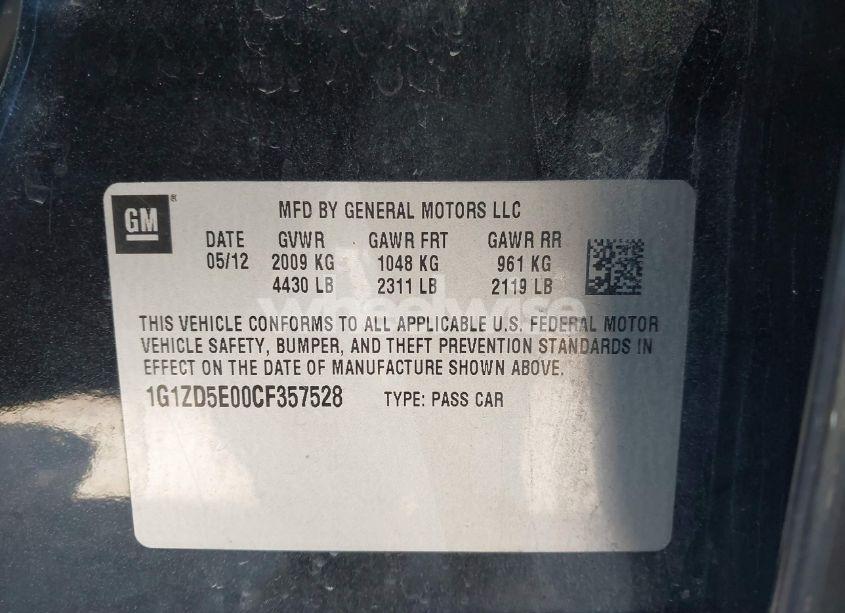 GM ®
MFD BY GENERAL MOTORS LLC
DATE GVWR GAWR FRT GAWR RR
05/12 2009 KG 1048 KG 961 KG
4430 LB 2311 LB 2119 LB
THIS VEHICLE CONFORMS TO ALL APPLICABLE U.S. FEDERAL MOTOR
VEHICLE SAFETY, BUMPER, AND THEFT PREVENTION STANDARDS IN
EFFECT ON THE DATE OF MANUFACTURE SHOWN ABOVE.
1G1ZD5E00CF357528 TYPE: PASS CAR
wheelwise